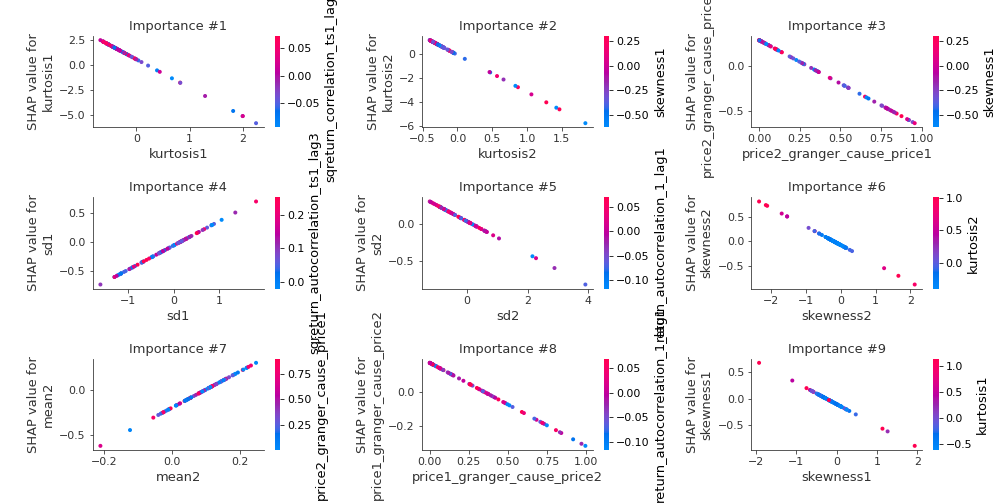 Importance #1
SHAP value for
kurtosis1
2.5
0.0
−2.5
−5.0
0
1
2
kurtosis1
0.05
0.00
−0.05
sqreturn_correlation_ts1_lag
Importance #2
SHAP value for
kurtosis2
0
−2
−4
−6
−0.5
0.0
0.5
1.0
1.5
kurtosis2
0.25
0.00
−0.25
−0.50
skewness1
Importance #3
SHAP value for
price2_granger_cause_price
0.0
−0.5
0.00
0.25
0.50
0.75
1.00
price2_granger_cause_price1
0.25
0.00
−0.25
−0.50
skewness1
Importance #4
SHAP value for
sd1
0.5
0.0
−0.5
−1
0
1
sd1
0.2
0.1
0.0
sqreturn_autocorrelation_ts1_lag3
Importance #5
SHAP value for
sd2
0.0
−0.5
0
2
4
sd2
0.05
0.00
−0.05
−0.10
return_autocorrelation_1_lag1
Importance #6
SHAP value for
skewness2
0.5
0.0
−0.5
−2
−1
0
1
2
skewness2
1.0
0.5
0.0
kurtosis2
Importance #7
SHAP value for
mean2
0.0
−0.5
−0.2
0.0
0.2
mean2
0.75
0.50
0.25
price2_granger_cause_price1
Importance #8
SHAP value for
price1_granger_cause_price2
0.0
−0.2
0.00
0.25
0.50
0.75
1.00
price1_granger_cause_price2
0.05
0.00
−0.05
−0.10
return_autocorrelation_1_lag1
Importance #9
SHAP value for
skewness1
0.5
0.0
−0.5
−2
−1
0
1
2
skewness1
1.0
0.5
0.0
−0.5
kurtosis1